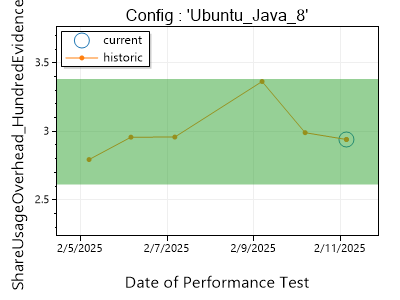 Config : 'Ubuntu_Java_8'
current
historic
ShareUsageOverhead_HundredEvidence
3.5
3
2.5
2/5/2025
2/7/2025
2/9/2025
2/11/2025
Date of Performance Test